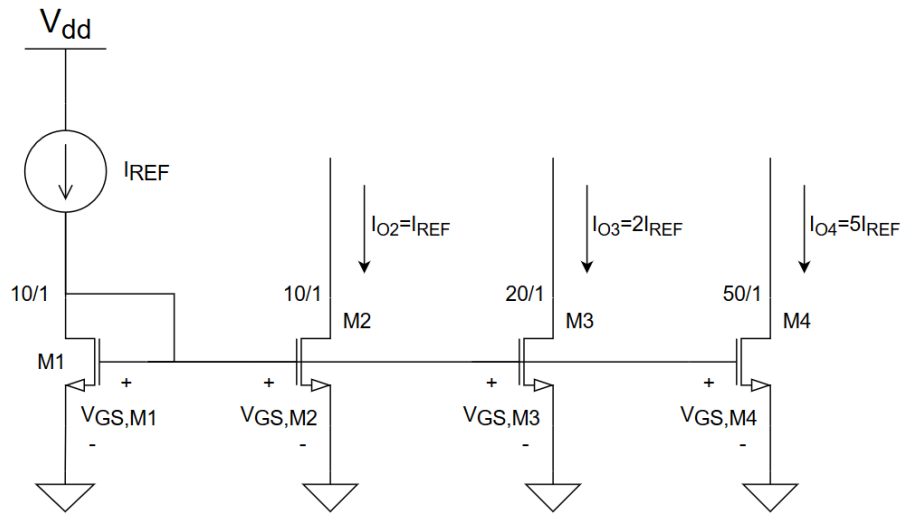 Vdd
IREF
IO2=IREF
IO3=2IREF
IO4=5IREF
10/1
10/1
20/1
50/1
M1
M2
M3
M4
+
+
+
+
VGS,M1
VGS,M2
VGS,M3
VGS,M4
-
-
-
-